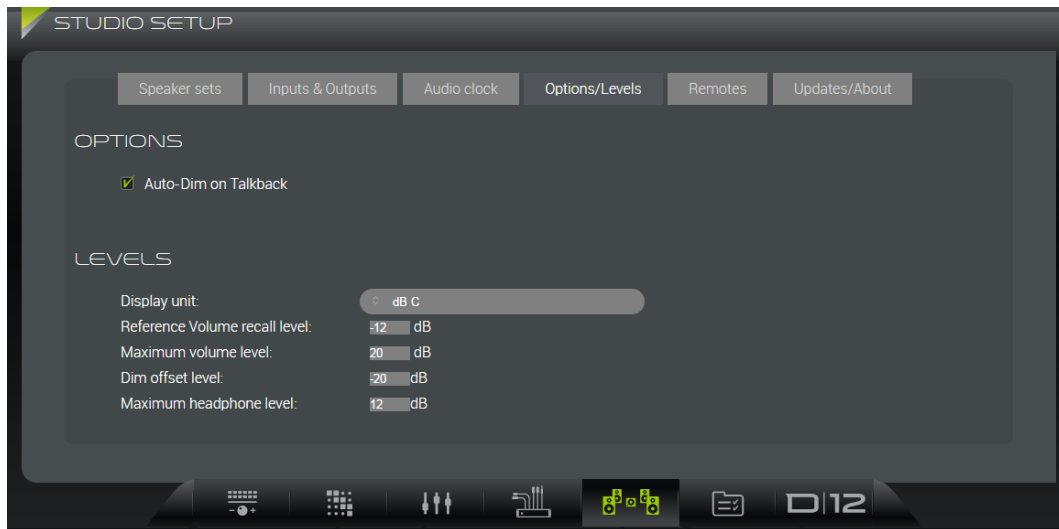 STUDIO SETUP
Speaker sets Inputs & Outputs Audio clock Options/Levels Remotes Updates/About
OPTIONS
Auto-Dim on Talkback
LEVELS
Display unit: dB C
Reference Volume recall level: -12 dB
Maximum volume level: 20 dB
Dim offset level: -20 dB
Maximum headphone level: 12 dB
D|12